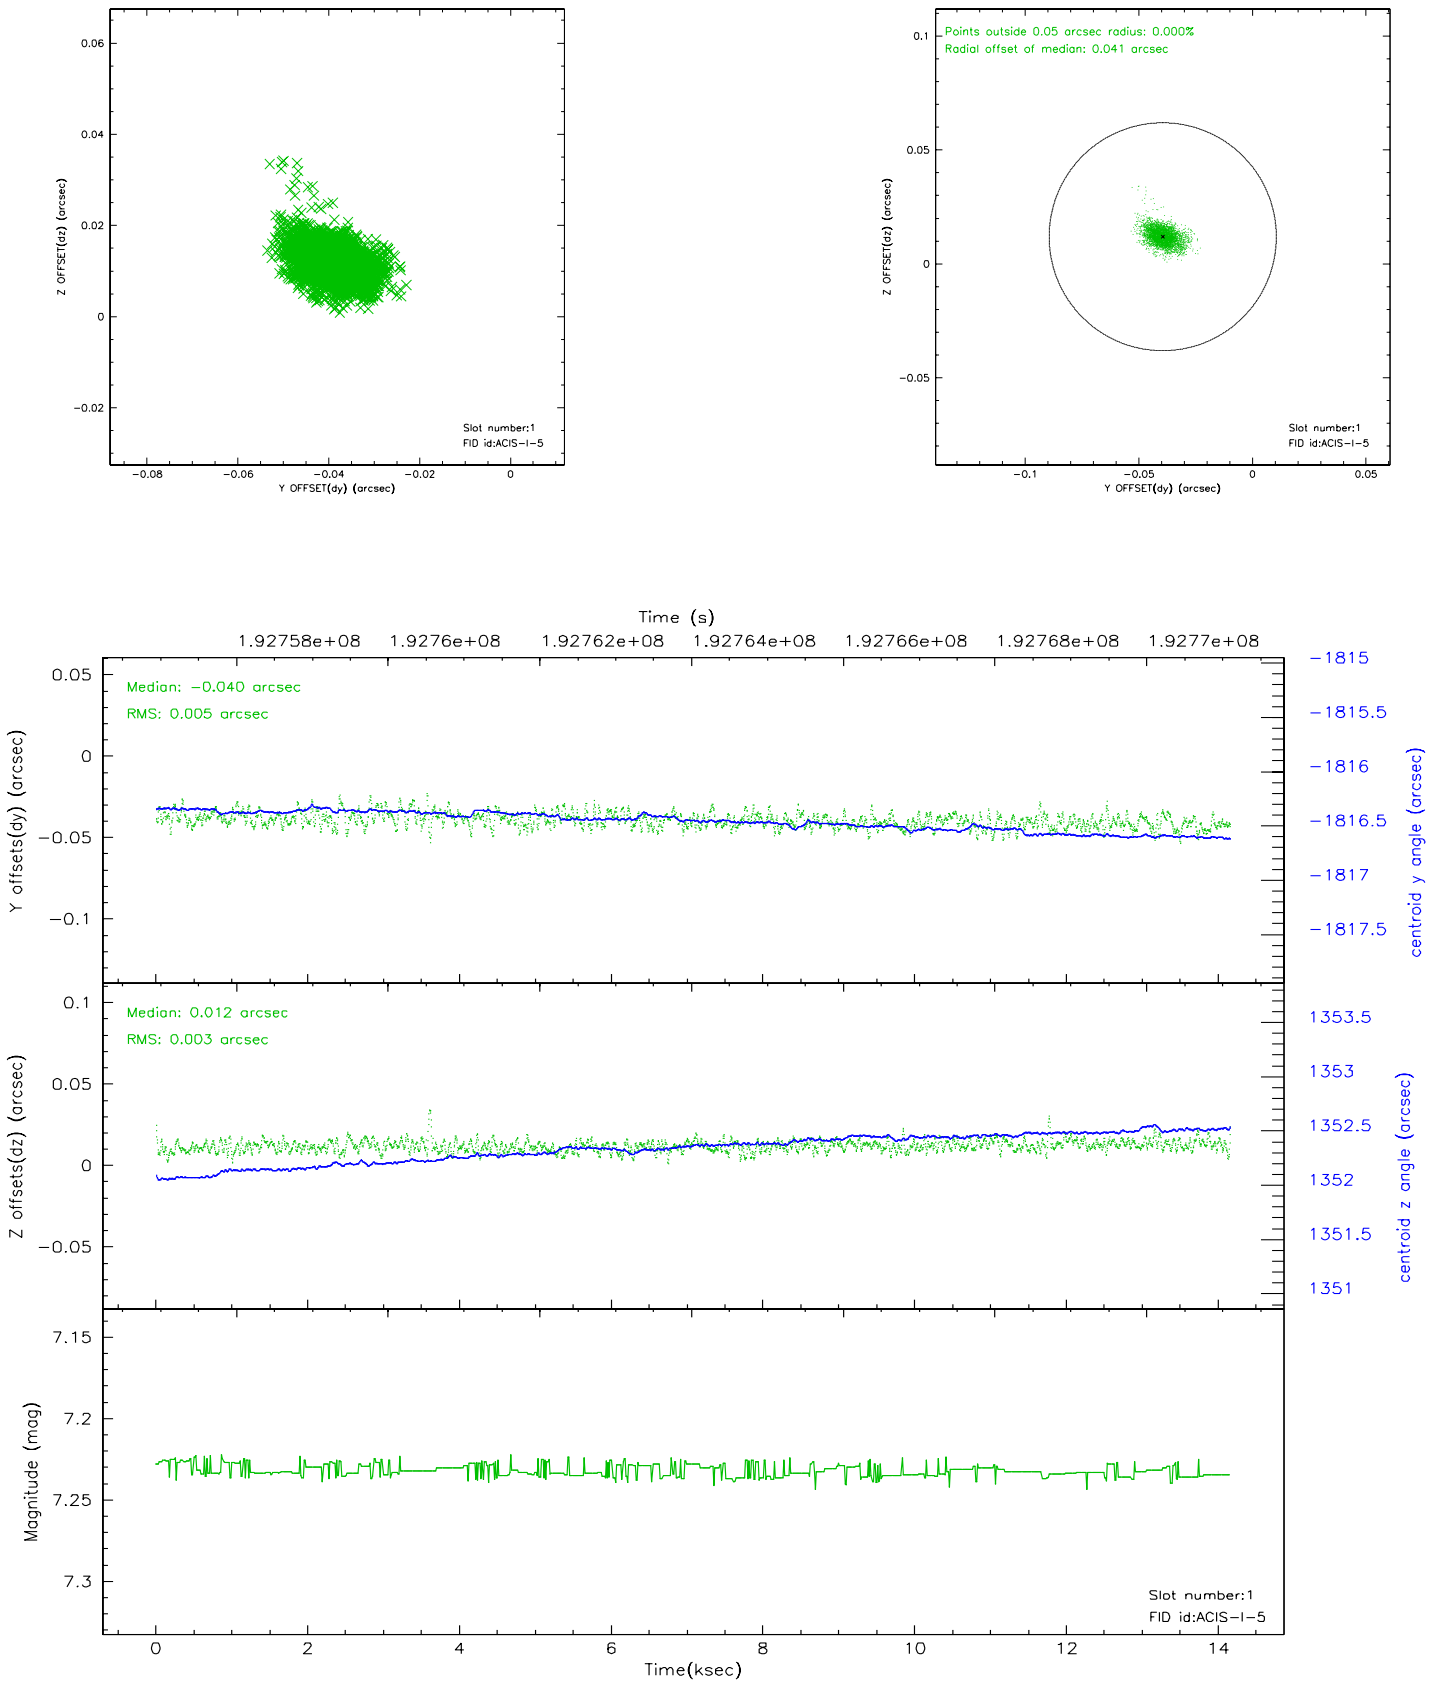 0.06
0.04
0.02
0
−0.02
Z OFFSET(dz) (arcsec)
Slot number:1
FID id:ACIS−I−5
−0.08 −0.06 −0.04 −0.02 0
Y OFFSET(dy) (arcsec)
Points outside 0.05 arcsec radius: 0.000%
Radial offset of median: 0.041 arcsec
0.1
0.05
0
−0.05
Z OFFSET(dz) (arcsec)
Slot number:1
FID id:ACIS−I−5
−0.1 −0.05 0 0.05
Y OFFSET(dy) (arcsec)
Time (s)
1.92758e+08 1.9276e+08 1.92762e+08 1.92764e+08 1.92766e+08 1.92768e+08 1.9277e+08
Median: −0.040 arcsec
RMS: 0.005 arcsec
0.05
0
−0.05
−0.1
Y offsets(dy) (arcsec)
−1815
−1815.5
−1816
−1816.5
−1817
−1817.5
centroid y angle (arcsec)
Median: 0.012 arcsec
RMS: 0.003 arcsec
0.1
0.05
0
−0.05
Z offsets(dz) (arcsec)
1353.5
1353
1352.5
1352
1351.5
1351
centroid z angle (arcsec)
7.15
7.2
7.25
7.3
Magnitude (mag)
Slot number:1
FID id:ACIS−I−5
0 2 4 6 8 10 12 14
Time(ksec)